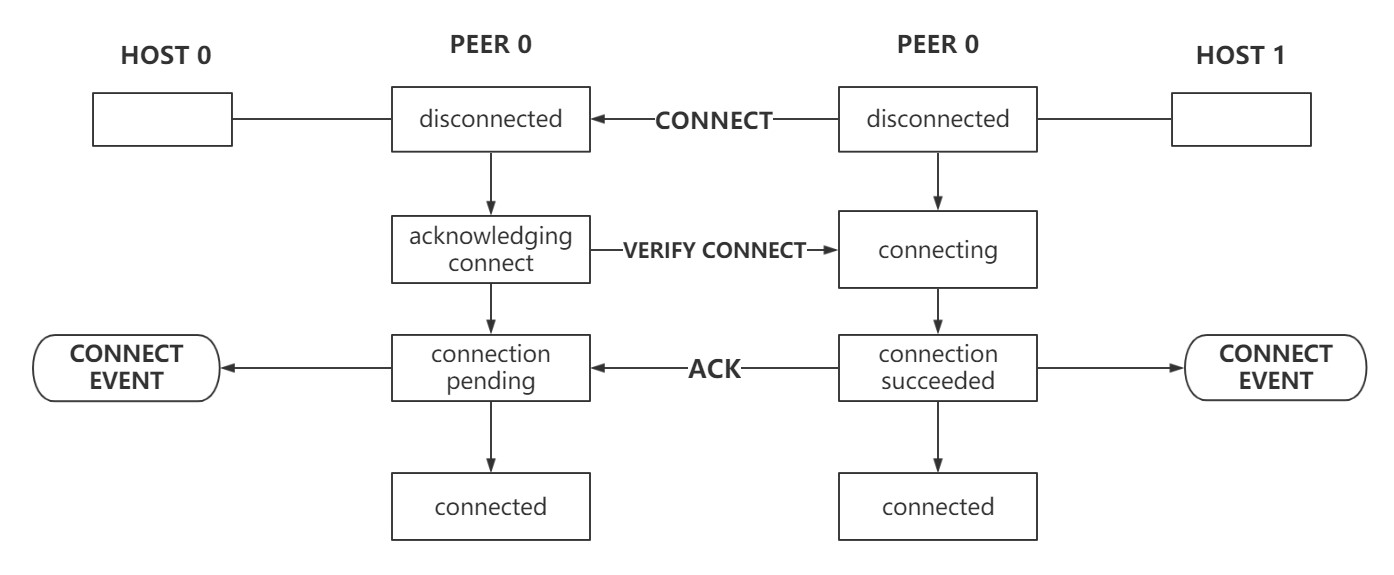 HOST 0
PEER 0
PEER 0
HOST 1
disconnected
CONNECT
disconnected
acknowledging
connect
VERIFY CONNECT
connecting
CONNECT
EVENT
connection
pending
ACK
connection
succeeded
CONNECT
EVENT
connected
connected